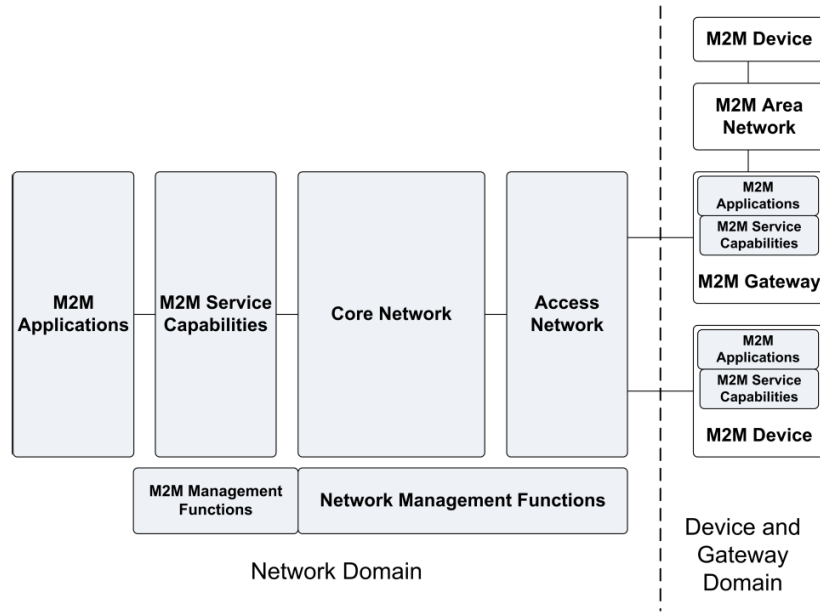 M2M Device
M2M Area
Network
M2M
Applications
M2M Service
Capabilities
M2M Gateway
M2M
Applications
M2M Service
Capabilities
Core Network
Access
Network
M2M
Applications
M2M Service
Capabilities
M2M Device
M2M Management
Functions
Network Management Functions
Network Domain
Device and
Gateway
Domain